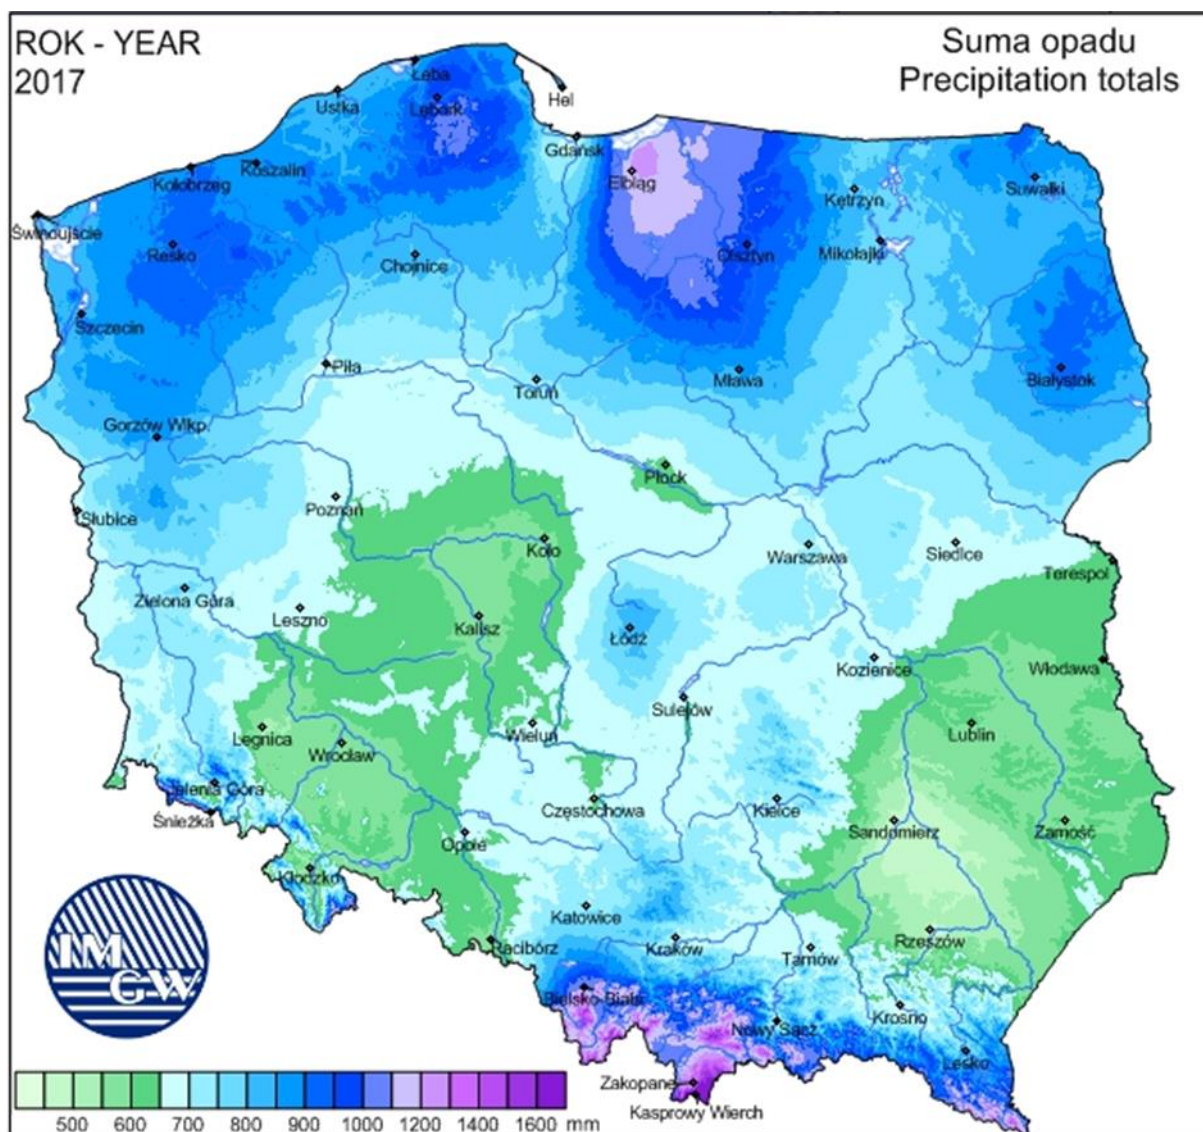 ROK - YEAR
2017
Suma opadu
Precipitation totals
Łeba
Ustka
Lębark
Hel
Gdańsk
Koszalin
Kołobrzeg
Elbląg
Suwałki
Kętrzyn
Świnoujście
Resko
Chojnice
Olsztyn
Mikołajki
Szczecin
Piła
Toruń
Mława
Białystok
Gorzów Wlkp.
Płock
Poznań
Słubice
Koło
Warszawa
Siedlce
Terespol
Zielona Góra
Leszno
Kalisz
Łódź
Kozienice
Włodawa
Sulejów
Legnica
Wrocław
Wieluń
Lublin
Jelenia Góra
Śnieżka
Częstochowa
Kielce
Sandomierz
Zamość
Opole
Kłodzko
Katowice
Racibórz
Kraków
Tarnów
Rzeszów
Bielsko-Biała
Nowy Sącz
Krosno
Lesko
Zakopane
Kasprowy Wierch
IM
GW
500 600 700 800 900 1000 1200 1400 1600 mm